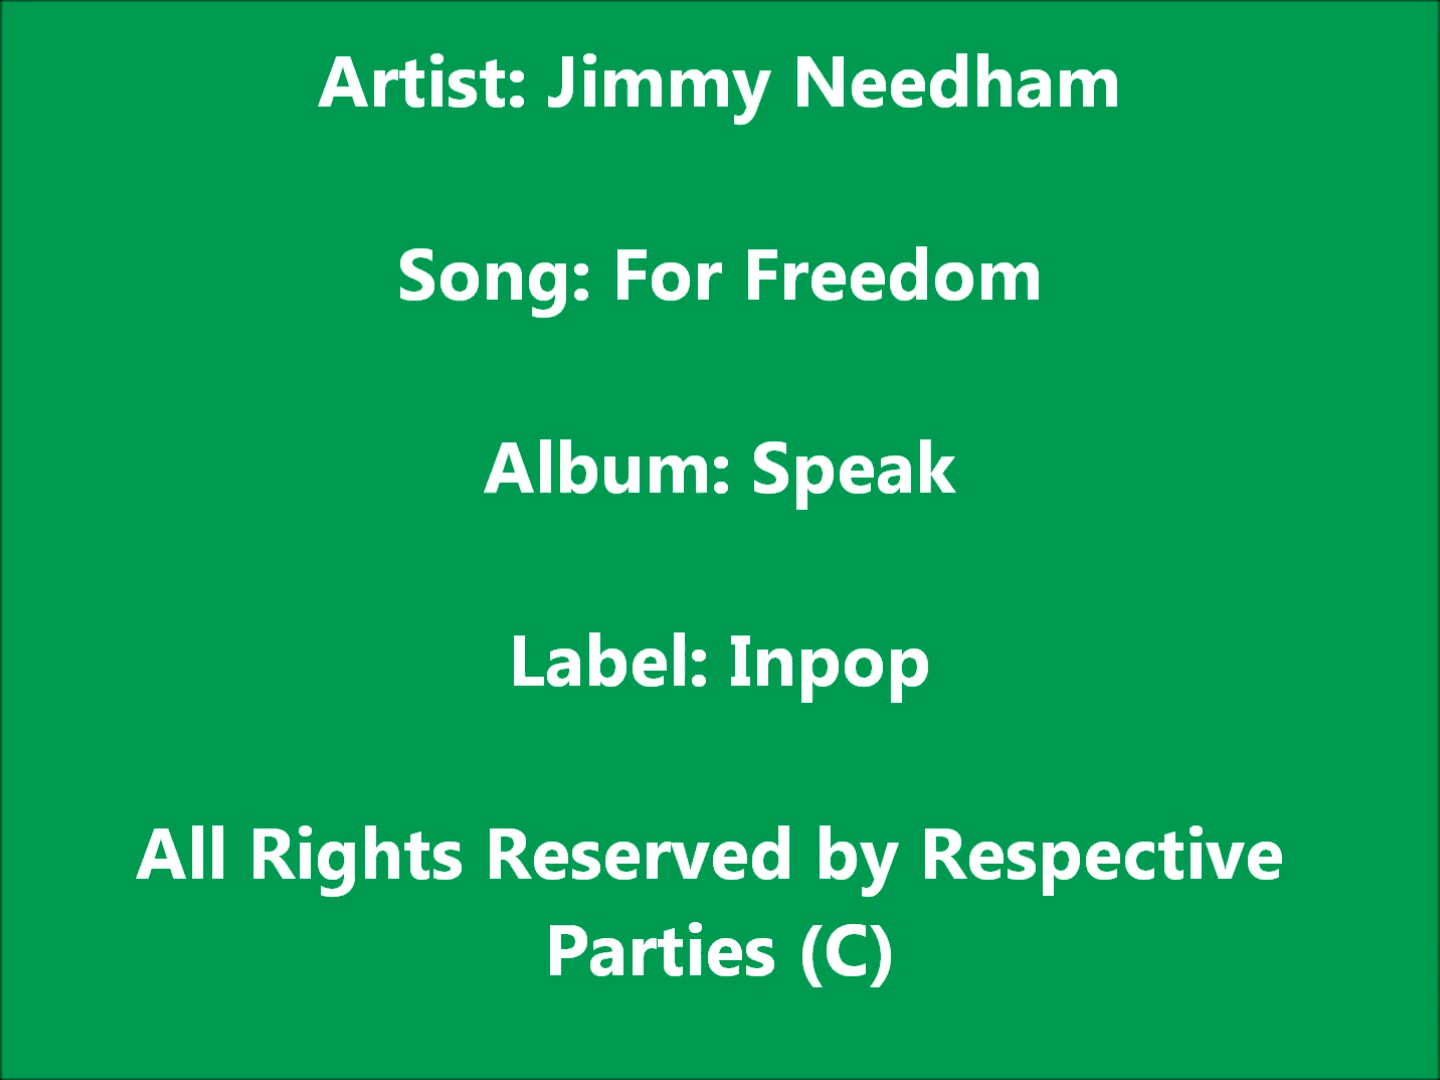 Artist: Jimmy Needham
Song: For Freedom
Album: Speak
Label: Inpop
All Rights Reserved by Respective
Parties (C)